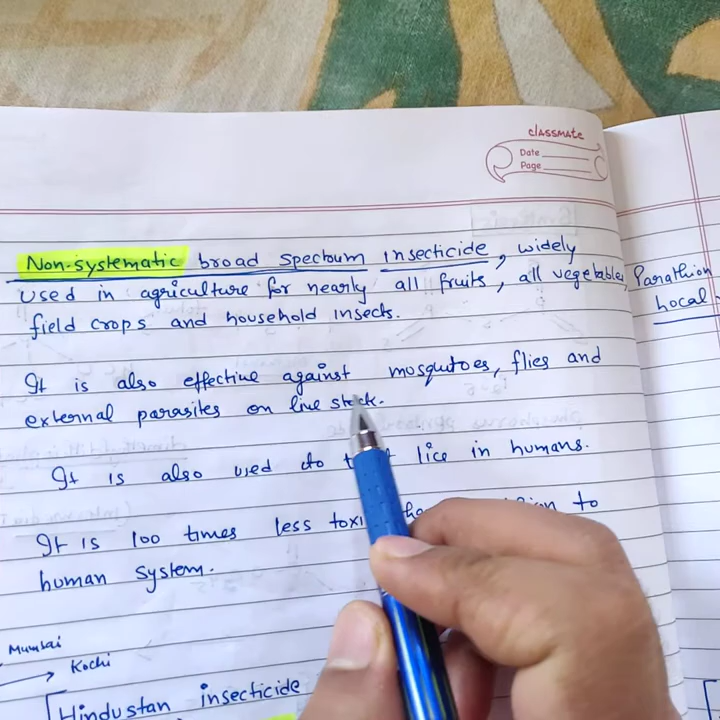 classmate
Date
Page
Non-systematic broad spectrum insecticide, widely
used in agriculture for nearly all fruits, all vegetables,
field crops and household insects.
It is also effective against mosquitoes, flies and
external parasites on live stock.
It is also used to lice in humans.
It is 100 times less to
human system.
Mumbai
Kochi
Hindustan insecticide
Parathion
local